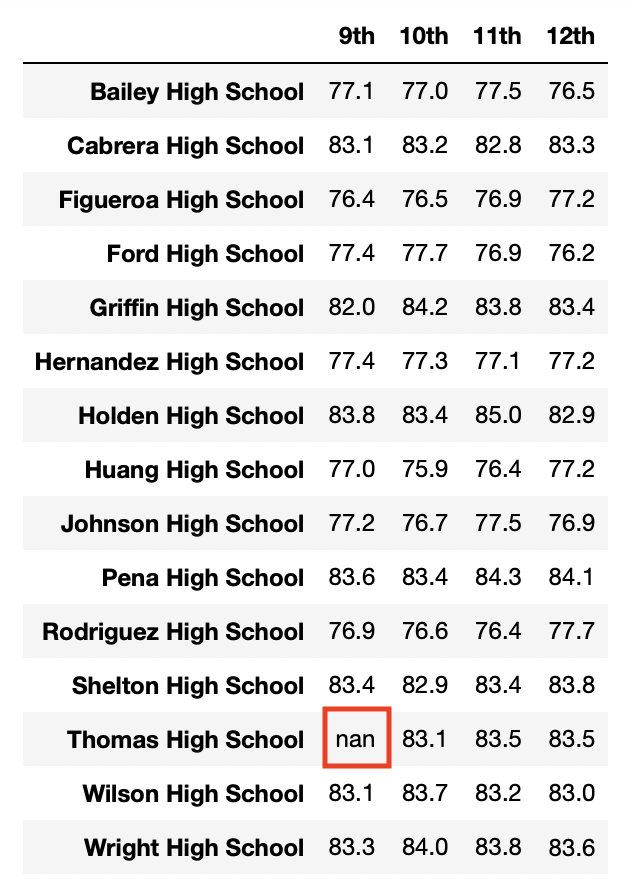 9th 10th 11th 12th
Bailey High School 77.1 77.0 77.5 76.5
Cabrera High School 83.1 83.2 82.8 83.3
Figueroa High School 76.4 76.5 76.9 77.2
Ford High School 77.4 77.7 76.9 76.2
Griffin High School 82.0 84.2 83.8 83.4
Hernandez High School 77.4 77.3 77.1 77.2
Holden High School 83.8 83.4 85.0 82.9
Huang High School 77.0 75.9 76.4 77.2
Johnson High School 77.2 76.7 77.5 76.9
Pena High School 83.6 83.4 84.3 84.1
Rodriguez High School 76.9 76.6 76.4 77.7
Shelton High School 83.4 82.9 83.4 83.8
Thomas High School nan 83.1 83.5 83.5
Wilson High School 83.1 83.7 83.2 83.0
Wright High School 83.3 84.0 83.8 83.6